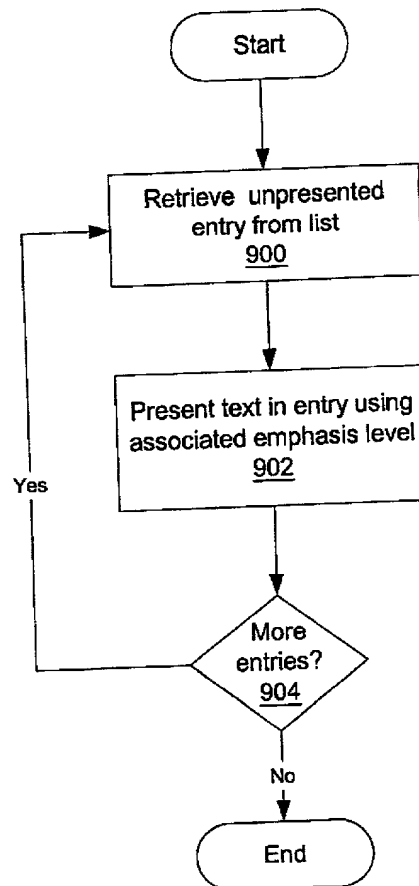 Start
Retrieve unpresented
entry from list
900
Present text in entry using
associated emphasis level
902
Yes
More
entries?
904
No
End